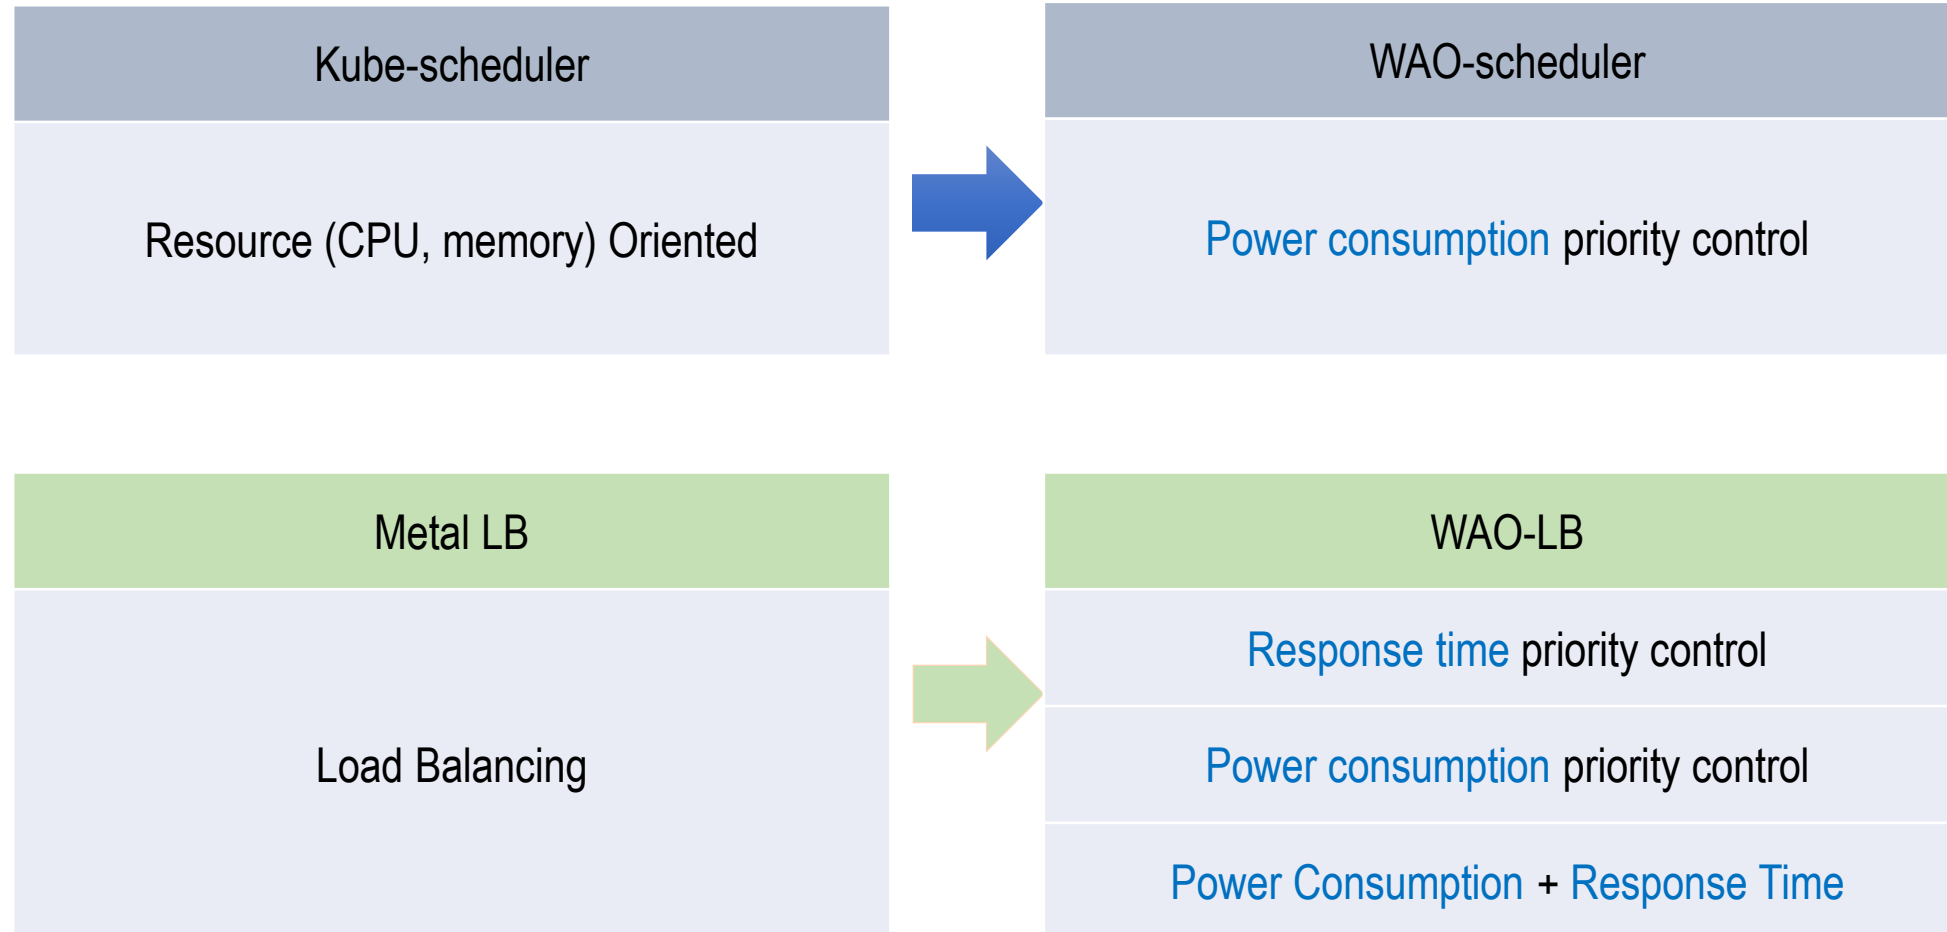 Kube-scheduler
WAO-scheduler
Resource (CPU, memory) Oriented
Power consumption priority control
Metal LB
WAO-LB
Load Balancing
Response time priority control
Power consumption priority control
Power Consumption + Response Time